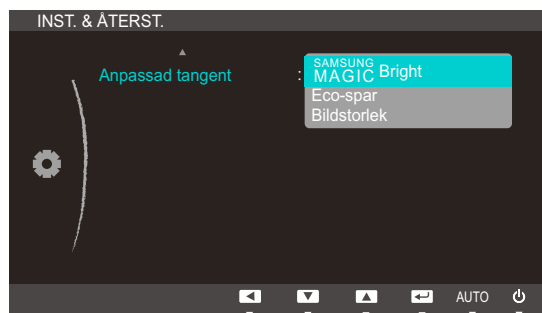 INST. & ÅTERST.
Anpassad tangent : SAMSUNG MAGIC Bright
Eco-spar
Bildstorlek
AUTO